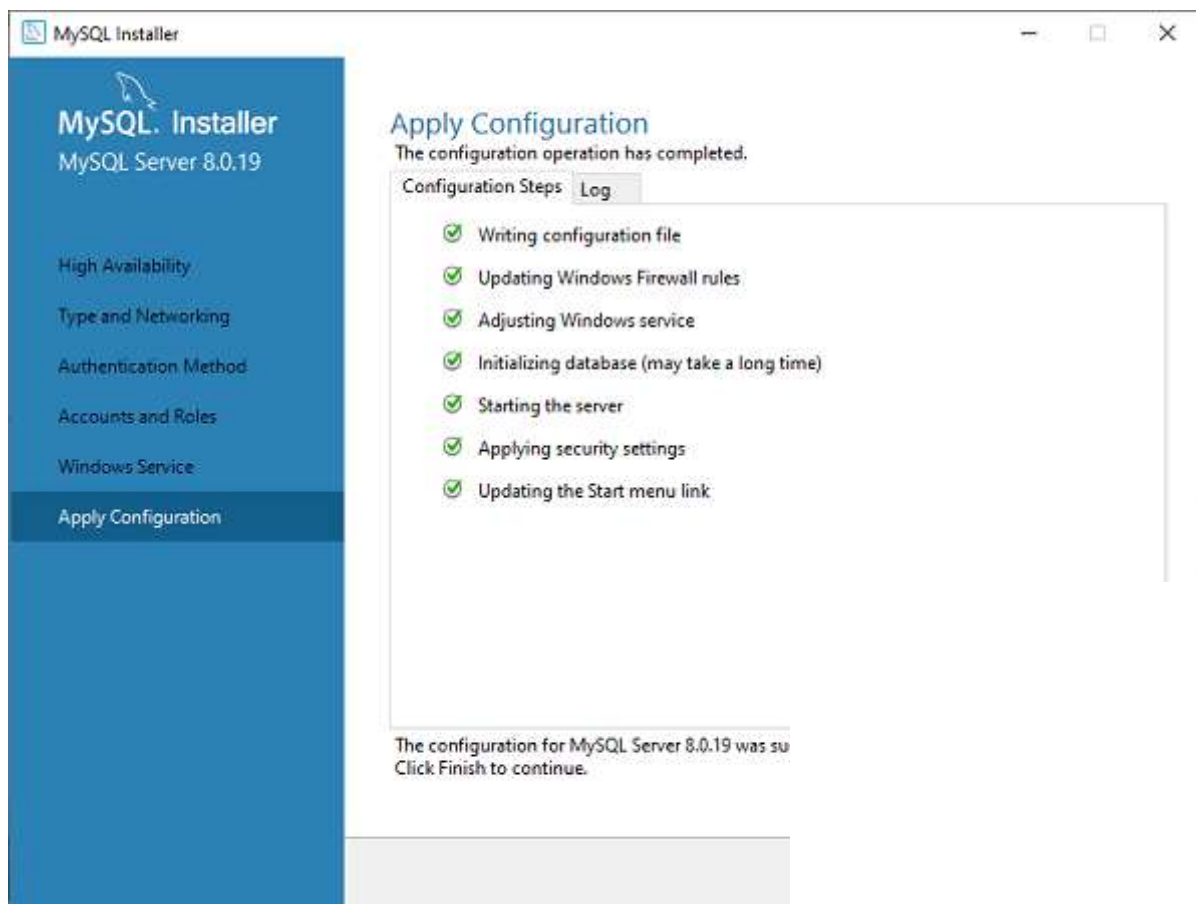 MySQL Installer
MySQL. Installer
MySQL Server 8.0.19
High Availability
Type and Networking
Authentication Method
Accounts and Roles
Windows Service
Apply Configuration
Apply Configuration
The configuration operation has completed.
Configuration Steps
Log
Writing configuration file
Updating Windows Firewall rules
Adjusting Windows service
Initializing database (may take a long time)
Starting the server
Applying security settings
Updating the Start menu link
The configuration for MySQL Server 8.0.19 was su
Click Finish to continue.